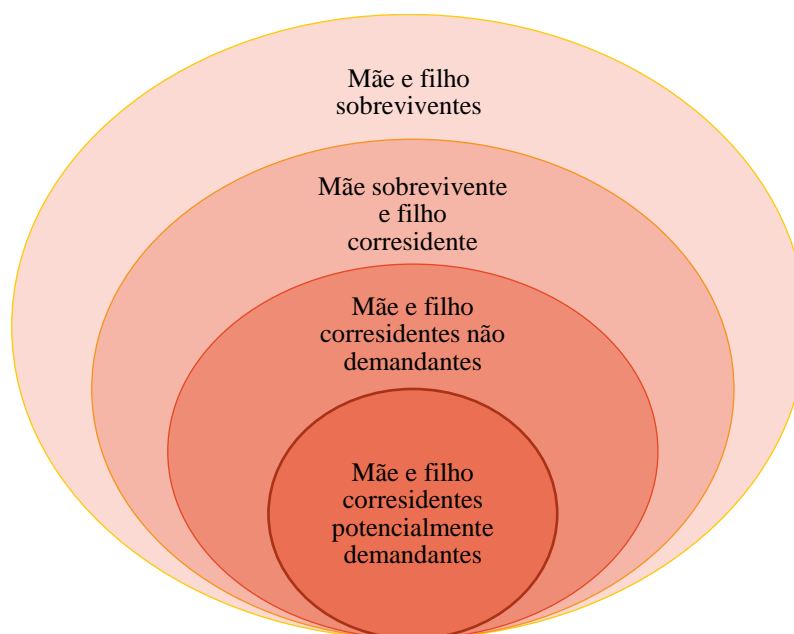 Mãe e filho
sobreviventes
Mãe sobrevivente
e filho
corresidente
Mãe e filho
corresidentes não
demandantes
Mãe e filho
corresidentes
potencialmente
demandantes